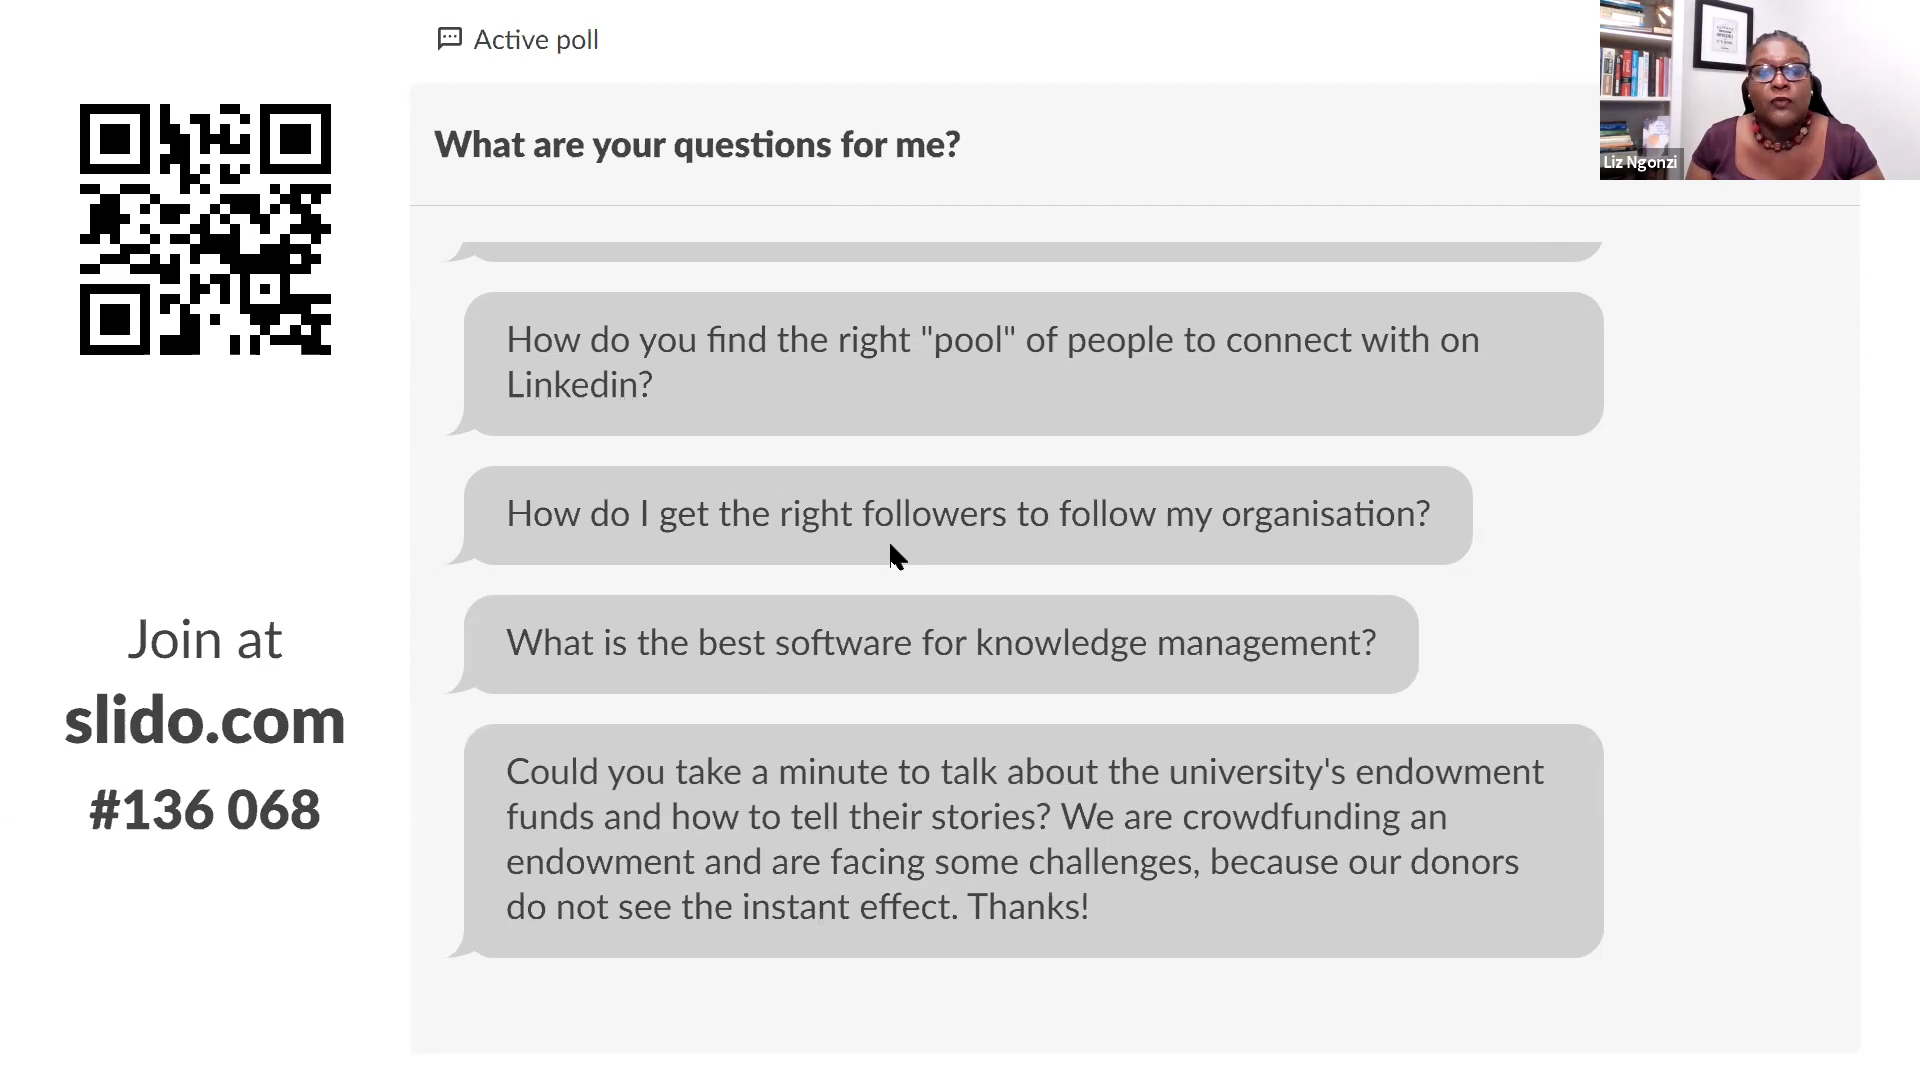 Active poll
What are your questions for me?
Liz Ngonzi
How do you find the right "pool" of people to connect with on
Linkedin?
How do I get the right followers to follow my organisation?
What is the best software for knowledge management?
Could you take a minute to talk about the university's endowment
funds and how to tell their stories? We are crowdfunding an
endowment and are facing some challenges, because our donors
do not see the instant effect. Thanks!
Join at
slido.com
#136 068